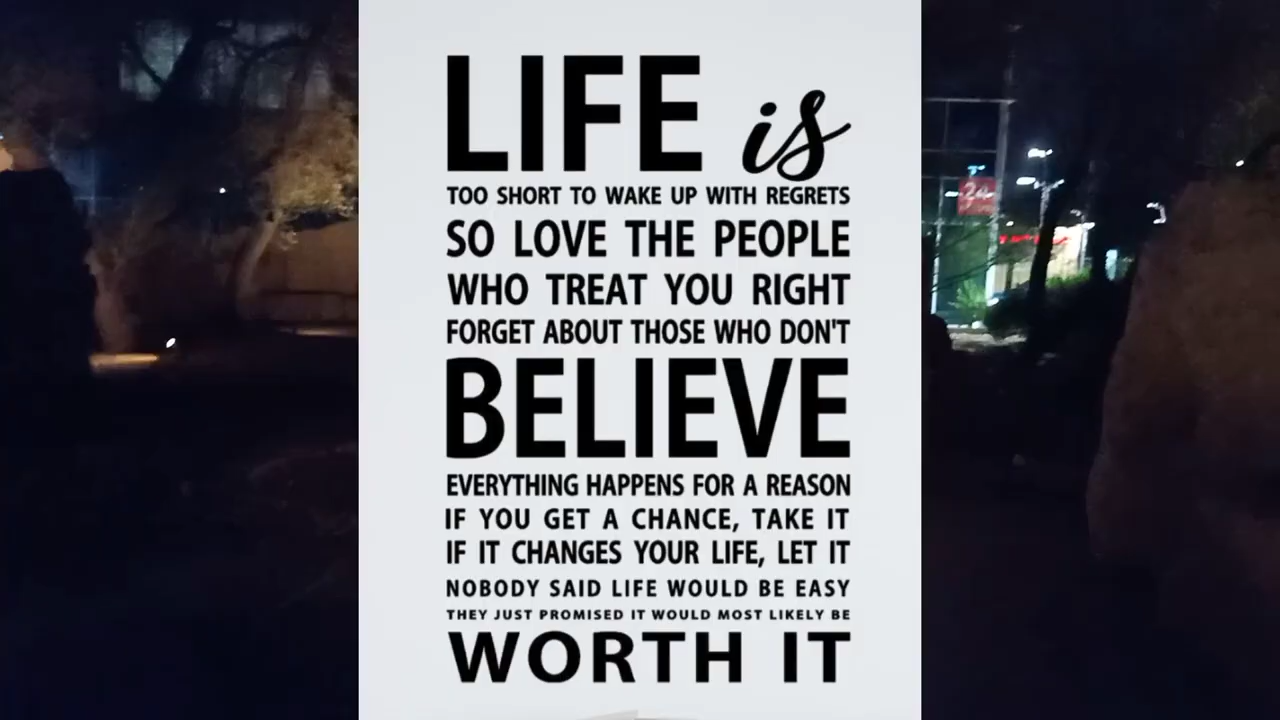 LIFE is
TOO SHORT TO WAKE UP WITH REGRETS
SO LOVE THE PEOPLE
WHO TREAT YOU RIGHT
FORGET ABOUT THOSE WHO DON'T
BELIEVE
EVERYTHING HAPPENS FOR A REASON
IF YOU GET A CHANCE, TAKE IT
IF IT CHANGES YOUR LIFE, LET IT
NOBODY SAID LIFE WOULD BE EASY
THEY JUST PROMISED IT WOULD MOST LIKELY BE
WORTH IT
24